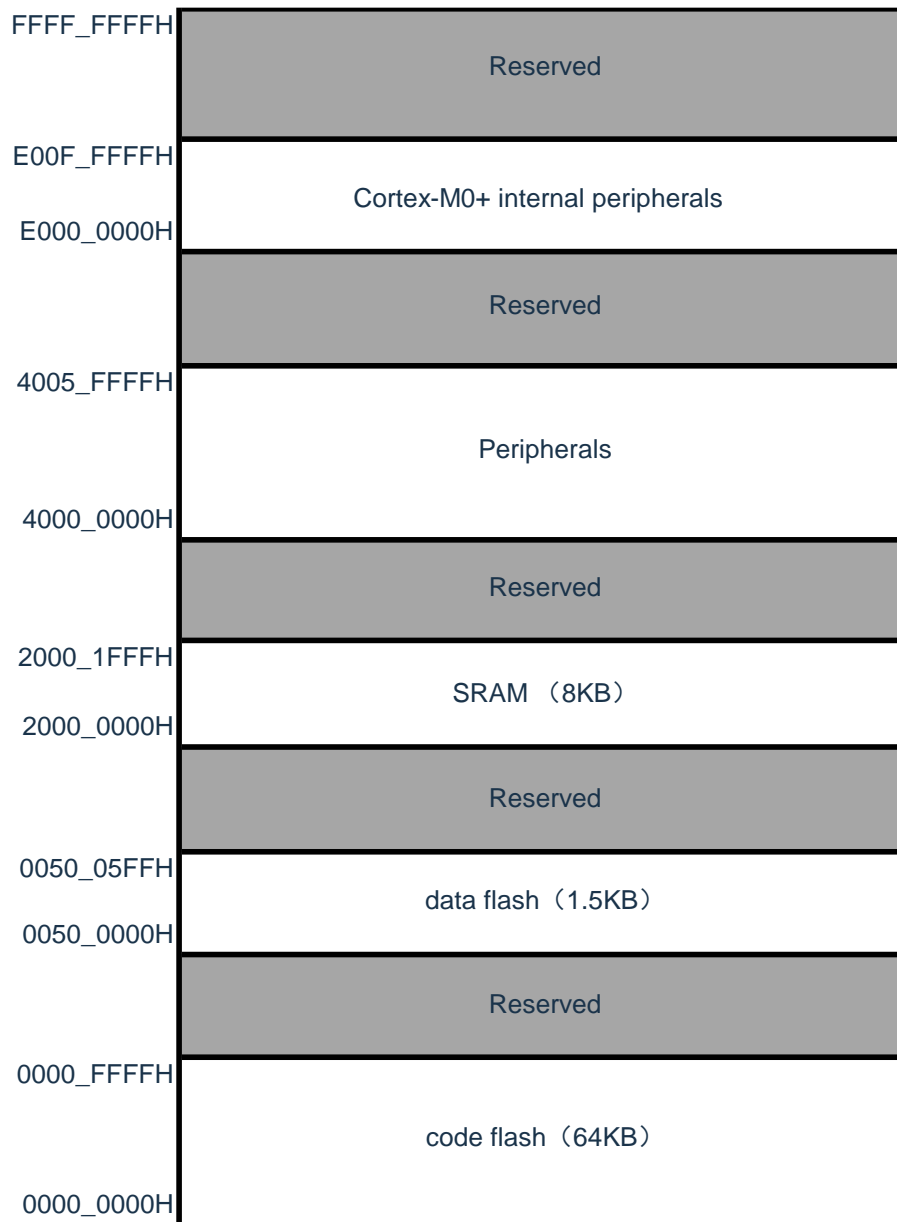 FFFF_FFFFH
Reserved
E00F_FFFFH
Cortex-M0+ internal peripherals
E000_0000H
Reserved
4005_FFFFH
Peripherals
4000_0000H
Reserved
2000_1FFFH
SRAM （8KB）
2000_0000H
Reserved
0050_05FFH
data flash（1.5KB）
0050_0000H
Reserved
0000_FFFFH
code flash（64KB）
0000_0000H